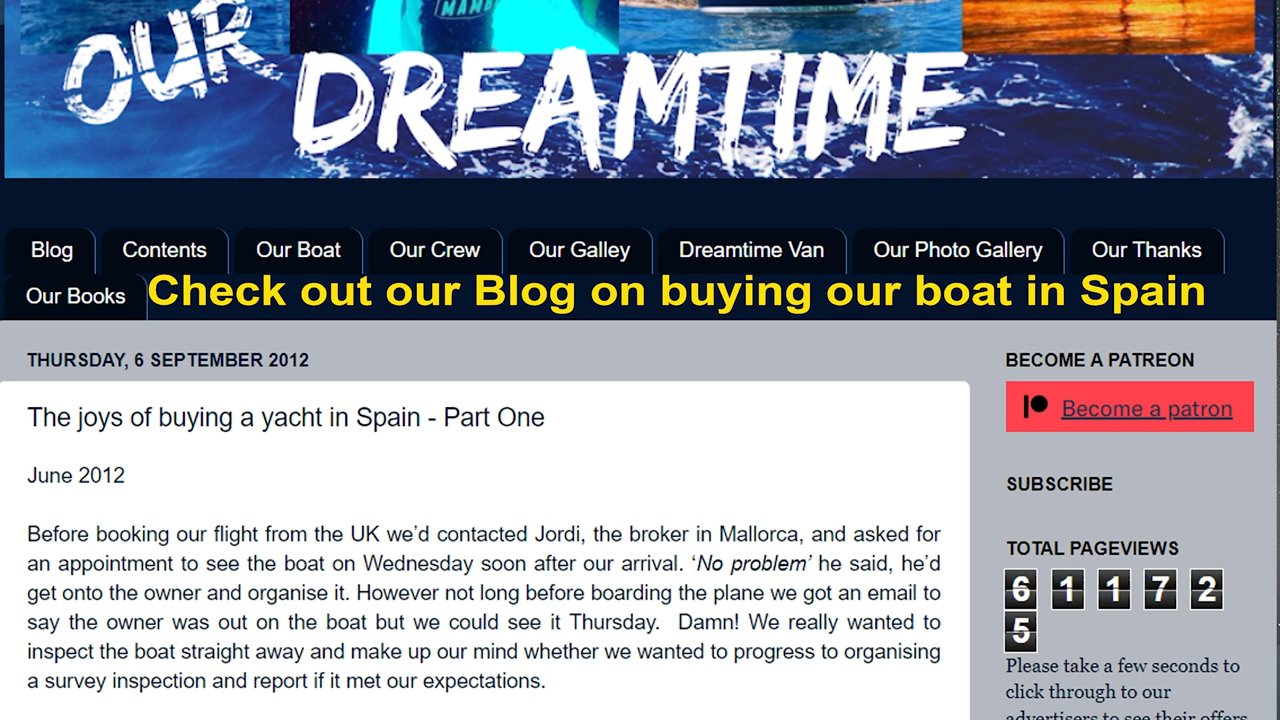 MAMB
OUR DREAMTIME
Blog Contents Our Boat Our Crew Our Galley Dreamtime Van Our Photo Gallery Our Thanks
Our Books
Check out our Blog on buying our boat in Spain
THURSDAY, 6 SEPTEMBER 2012
The joys of buying a yacht in Spain - Part One
June 2012
Before booking our flight from the UK we’d contacted Jordi, the broker in Mallorca, and asked for
an appointment to see the boat on Wednesday soon after our arrival. ‘No problem’ he said, he’d
get onto the owner and organise it. However not long before boarding the plane we got an email to
say the owner was out on the boat but we could see it Thursday.  Damn! We really wanted to
inspect the boat straight away and make up our mind whether we wanted to progress to organising
a survey inspection and report if it met our expectations.
BECOME A PATREON
Become a patron
SUBSCRIBE
TOTAL PAGEVIEWS
6 1 1 7 2
5
Please take a few seconds to
click through to our
advertisers to see their offers